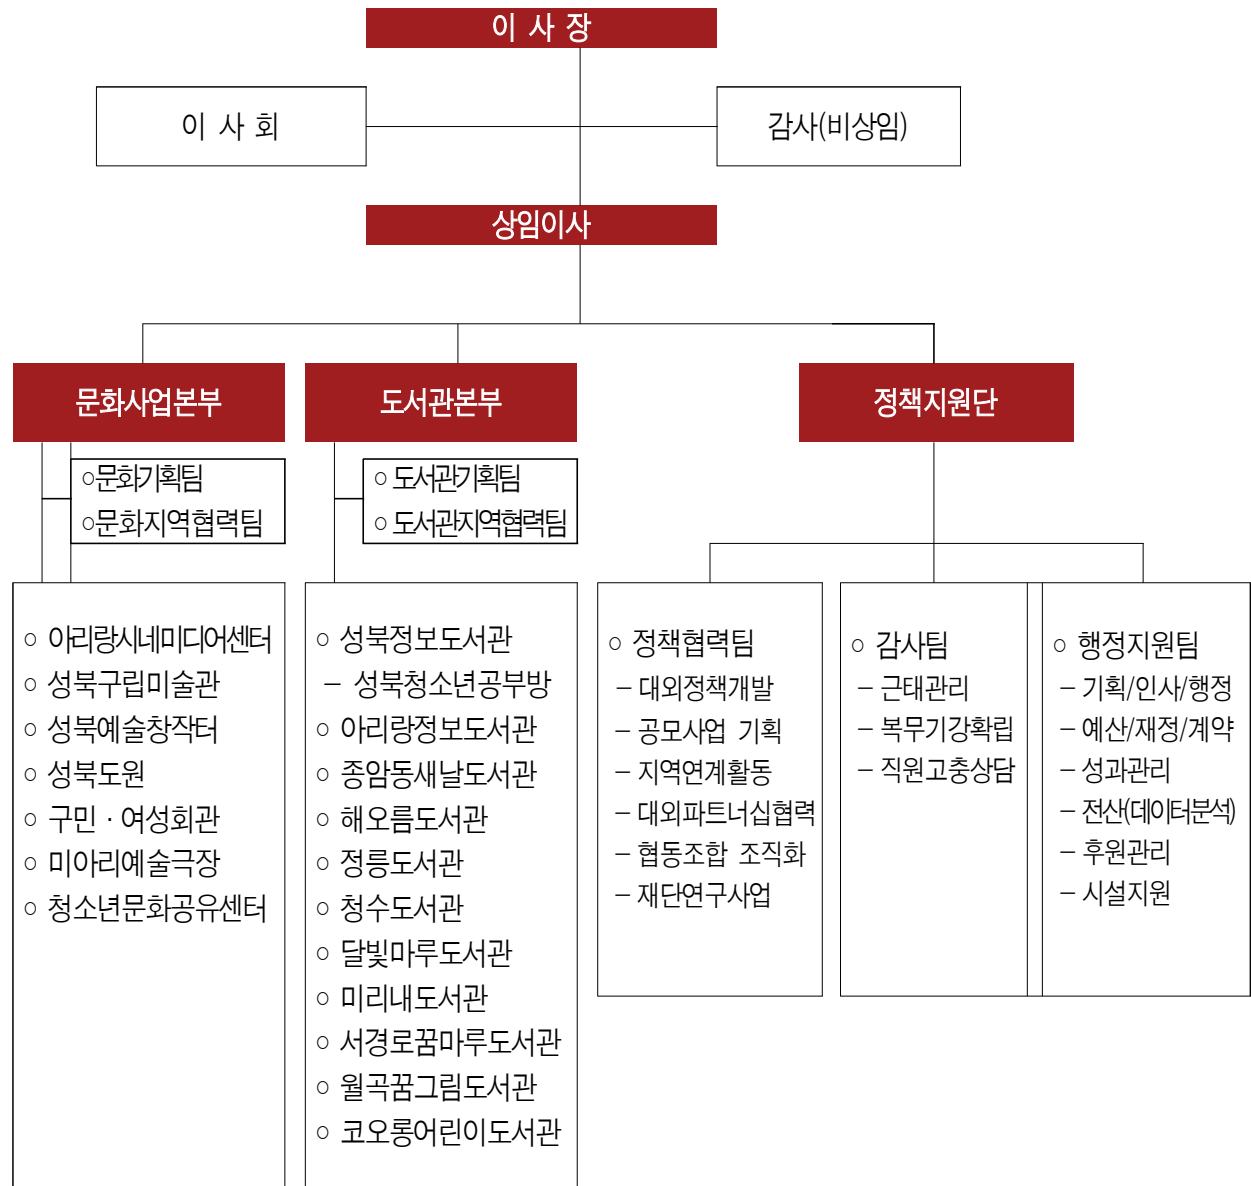 이 사 장
이 사 회
감사(비상임)
상임이사
문화사업본부
○문화기획팀
○문화지역협력팀
○ 아리랑시네미디어센터
○ 성북구립미술관
○ 성북예술창작터
○ 성북도원
○ 구민 · 여성회관
○ 미아리예술극장
○ 청소년문화공유센터
도서관본부
○ 도서관기획팀
○ 도서관지역협력팀
○ 성북정보도서관
– 성북청소년공부방
○ 아리랑정보도서관
○ 종암동새날도서관
○ 해오름도서관
○ 정릉도서관
○ 청수도서관
○ 달빛마루도서관
○ 미리내도서관
○ 서경로꿈마루도서관
○ 월곡꿈그림도서관
○ 코오롱어린이도서관
정책지원단
○ 정책협력팀
– 대외정책개발
– 공모사업 기획
– 지역연계활동
– 대외파트너십협력
– 협동조합 조직화
– 재단연구사업
○ 감사팀
– 근태관리
– 복무기강확립
– 직원고충상담
○ 행정지원팀
– 기획/인사/행정
– 예산/재정/계약
– 성과관리
– 전산(데이터분석)
– 후원관리
– 시설지원